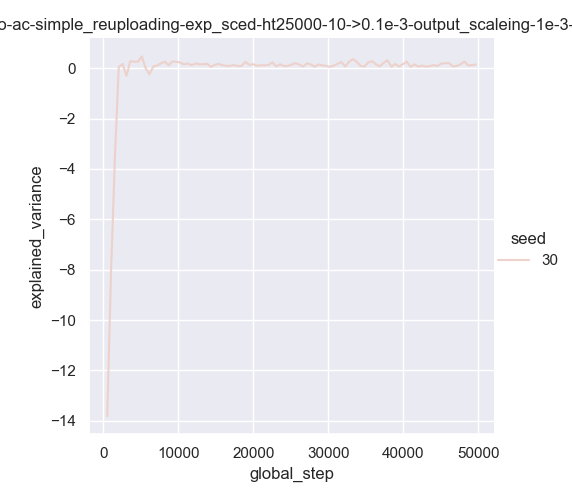 o-ac-simple_reuploading-exp_sced-ht25000-10->0.1e-3-output_scaleing-1e-3-
0
−2
−4
−6
−8
−10
−12
−14
explained_variance
0 10000 20000 30000 40000 50000
global_step
seed
30